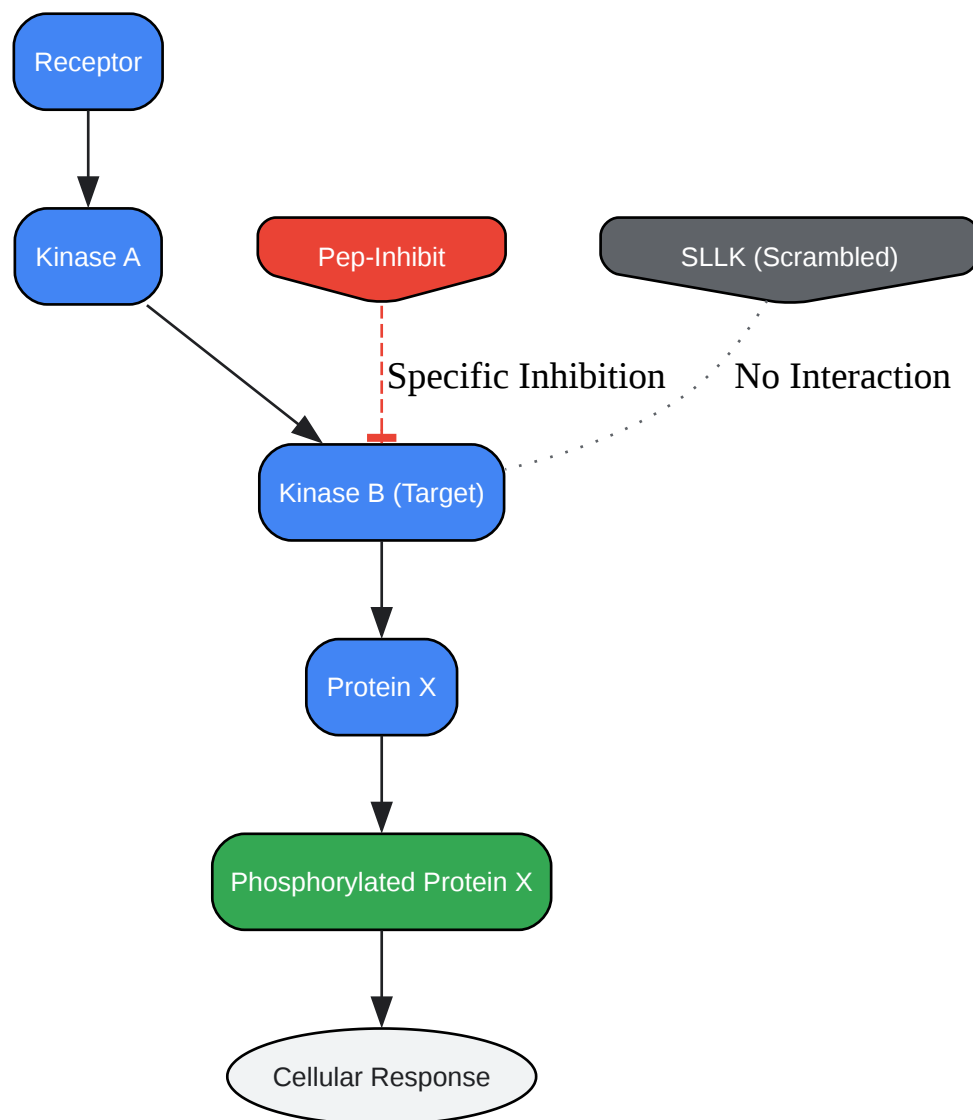 Receptor
Kinase A
Pep-Inhibit
SLLK (Scrambled)
Specific Inhibition
No Interaction
Kinase B (Target)
Protein X
Phosphorylated Protein X
Cellular Response